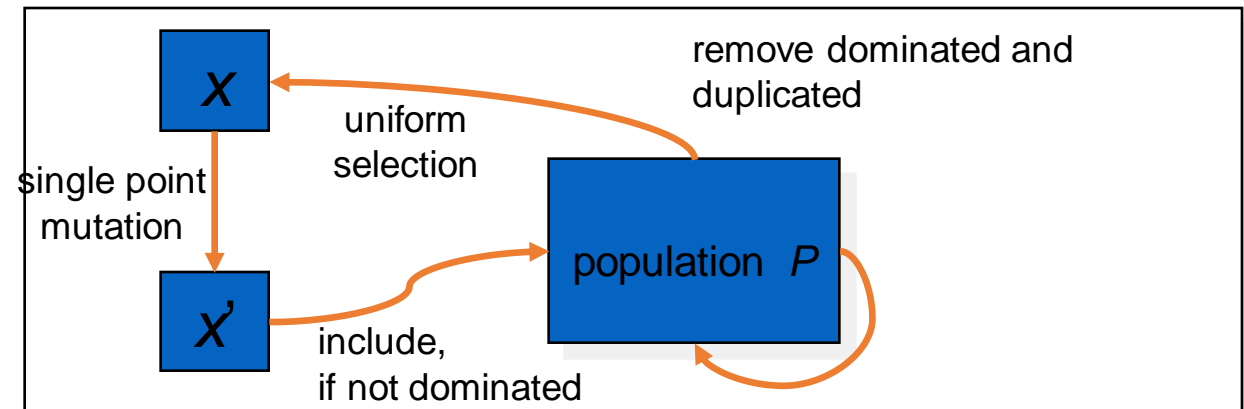 x
uniform
selection
remove dominated and
duplicated
single point
mutation
population P
x’
include,
if not dominated